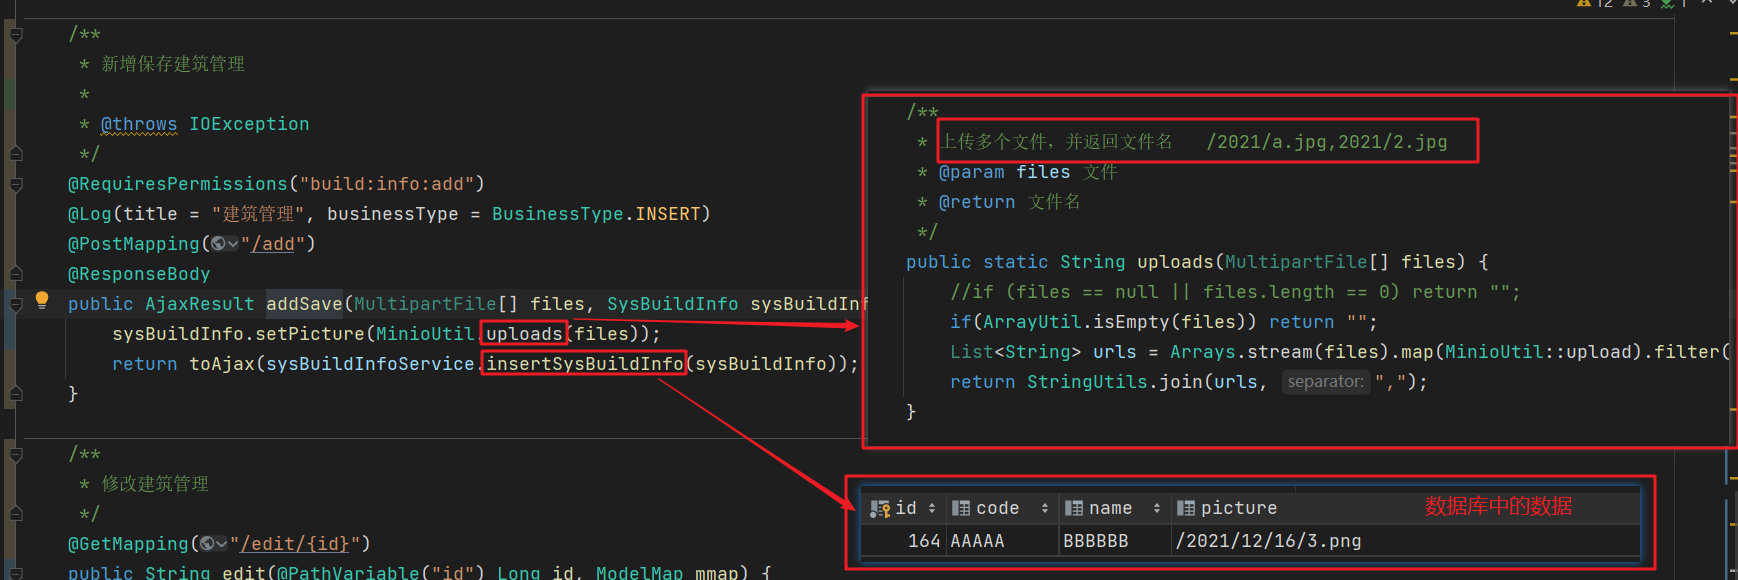 12 3 1
/**
* 新增保存建筑管理
*
* @throws IOException
*/
@RequiresPermissions("build:info:add")
@Log(title = "建筑管理", businessType = BusinessType.INSERT)
@PostMapping("/add")
@ResponseBody
public AjaxResult addSave(MultipartFile[] files, SysBuildInfo sysBuildInf
sysBuildInfo.setPicture(MinioUtil.uploads(files));
return toAjax(sysBuildInfoService.insertSysBuildInfo(sysBuildInfo));
}
/**
* 修改建筑管理
*/
@GetMapping("/edit/{id}")
public String edit(@PathVariable("id") Long id, ModelMap mmap) {
/**
* 上传多个文件，并返回文件名 /2021/a.jpg,2021/2.jpg
* @param files 文件
* @return 文件名
*/
public static String uploads(MultipartFile[] files) {
//if (files == null || files.length == 0) return "";
if(ArrayUtil.isEmpty(files)) return "";
List<String> urls = Arrays.stream(files).map(MinioUtil::upload).filter(
return StringUtils.join(urls, separator: ",");
}
id code name picture 数据库中的数据
164 AAAAA BBBBBB /2021/12/16/3.png